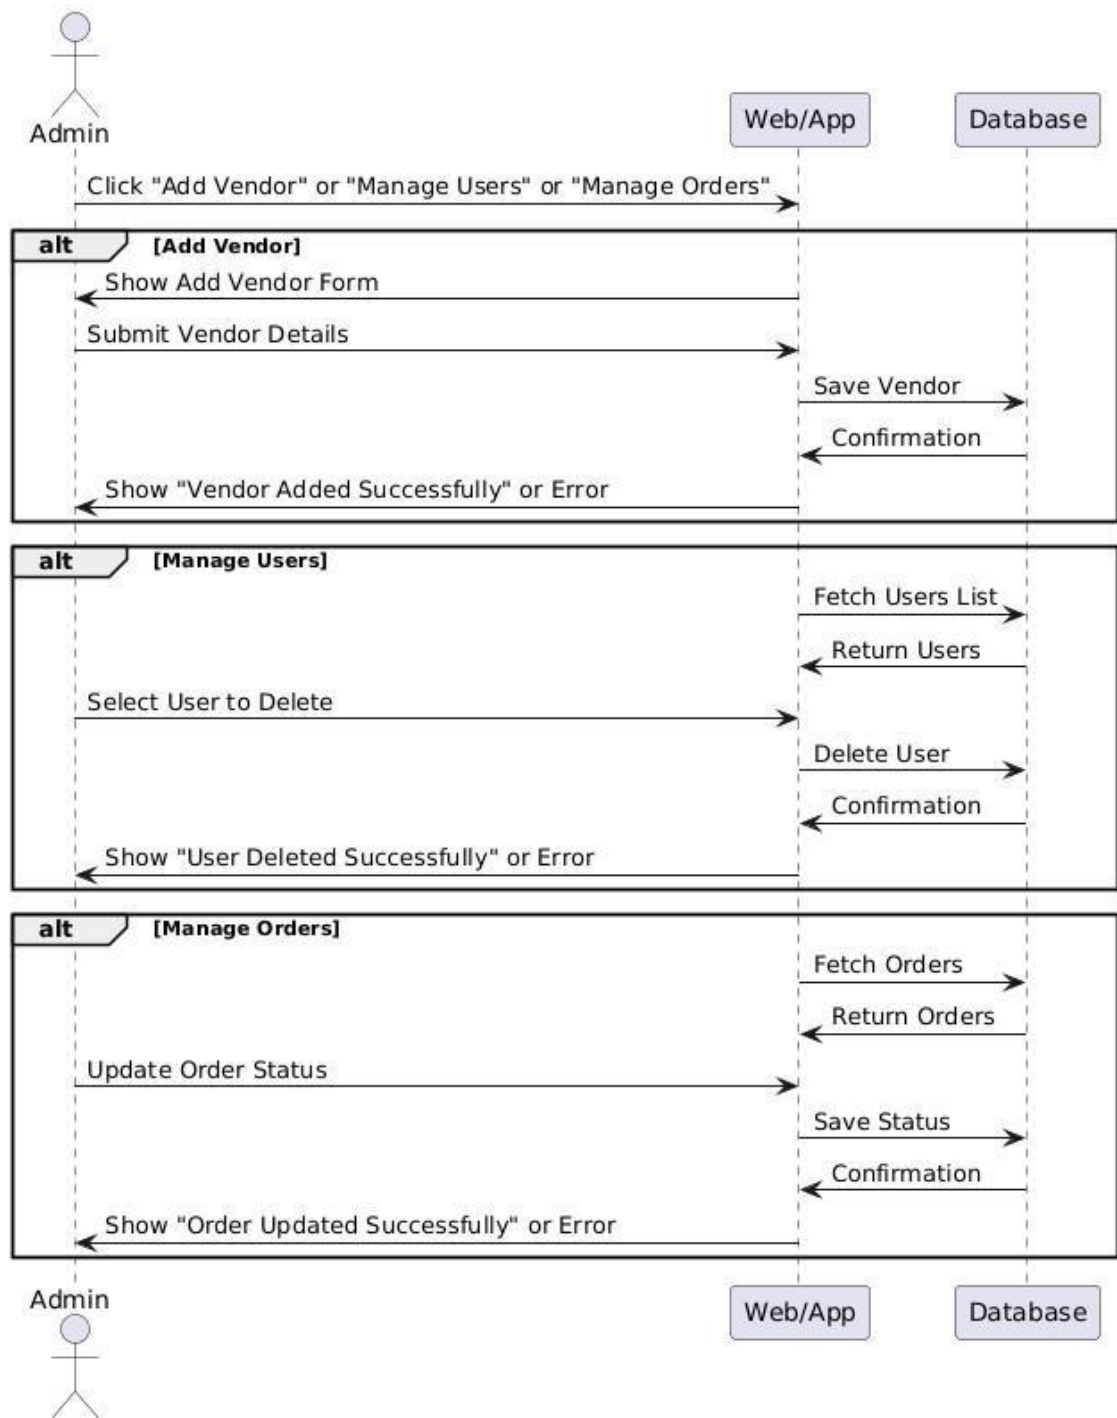 Admin
Web/App
Database
Click "Add Vendor" or "Manage Users" or "Manage Orders"
alt [Add Vendor]
Show Add Vendor Form
Submit Vendor Details
Save Vendor
Confirmation
Show "Vendor Added Successfully" or Error
alt [Manage Users]
Fetch Users List
Return Users
Select User to Delete
Delete User
Confirmation
Show "User Deleted Successfully" or Error
alt [Manage Orders]
Fetch Orders
Return Orders
Update Order Status
Save Status
Confirmation
Show "Order Updated Successfully" or Error
Admin
Web/App
Database